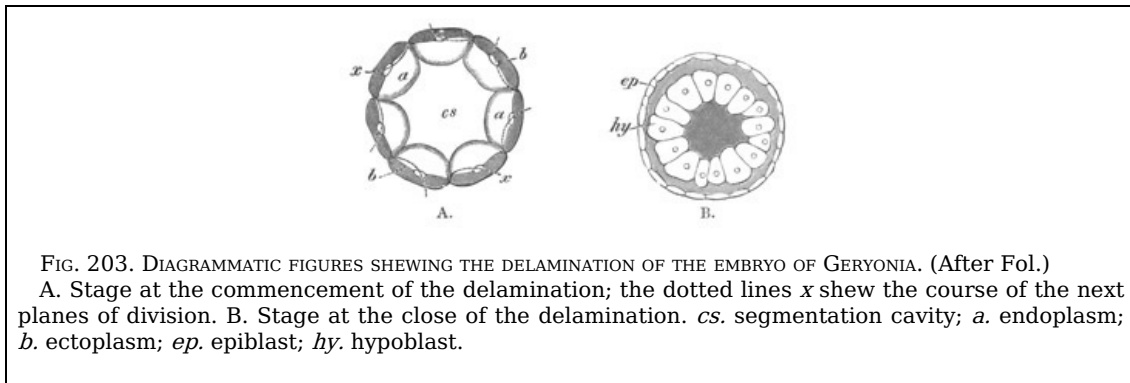 x
b
a
cs
a
b
x
A.
ep
hy
B.
FIG. 203. DIAGRAMMATIC FIGURES SHEWING THE DELAMINATION OF THE EMBRYO OF GERYONIA. (After Fol.)
A. Stage at the commencement of the delamination; the dotted lines x shew the course of the next
planes of division. B. Stage at the close of the delamination. cs. segmentation cavity; a. endoplasm;
b. ectoplasm; ep. epiblast; hy. hypoblast.